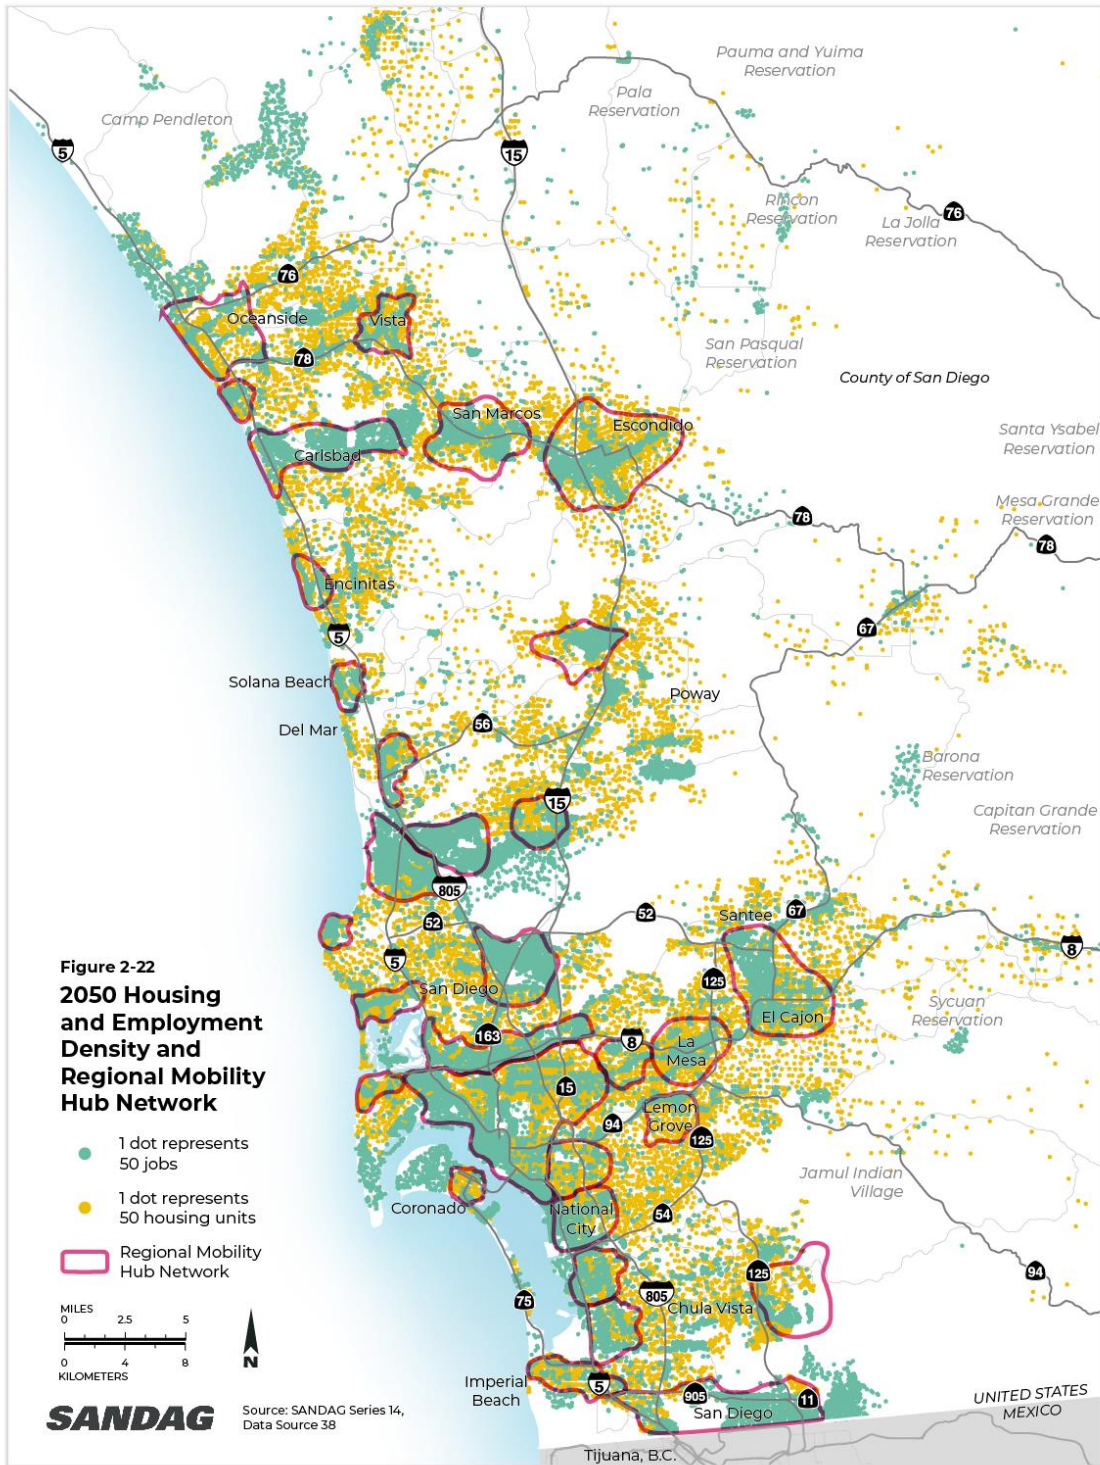 Pauma and Yuima
Reservation
Pala
Reservation
Camp Pendleton
5
15
Rincon
Reservation
La Jolla
Reservation
76
76
Oceanside
Vista
78
San Pasqual
Reservation
County of San Diego
San Marcos
Escondido
Carlsbad
Santa Ysabel
Reservation
Mesa Grande
Reservation
78
78
Encinitas
5
67
Solana Beach
Poway
Del Mar
56
Barona
Reservation
15
Capitan Grande
Reservation
805
52
52
Santee
67
8
5
San Diego
125
El Cajon
Sycuan
Reservation
163
8
La
Mesa
15
94
Lemon
Grove
125
Jamul Indian
Village
Coronado
National
City
54
125
94
75
805
Chula Vista
Imperial
Beach
5
905
San Diego
11
UNITED STATES
MEXICO
Tijuana, B.C.
Figure 2-22
2050 Housing
and Employment
Density and
Regional Mobility
Hub Network
1 dot represents
50 jobs
1 dot represents
50 housing units
Regional Mobility
Hub Network
MILES
0 2.5 5
0 4 8
KILOMETERS
N
SANDAG
Source: SANDAG Series 14,
Data Source 38